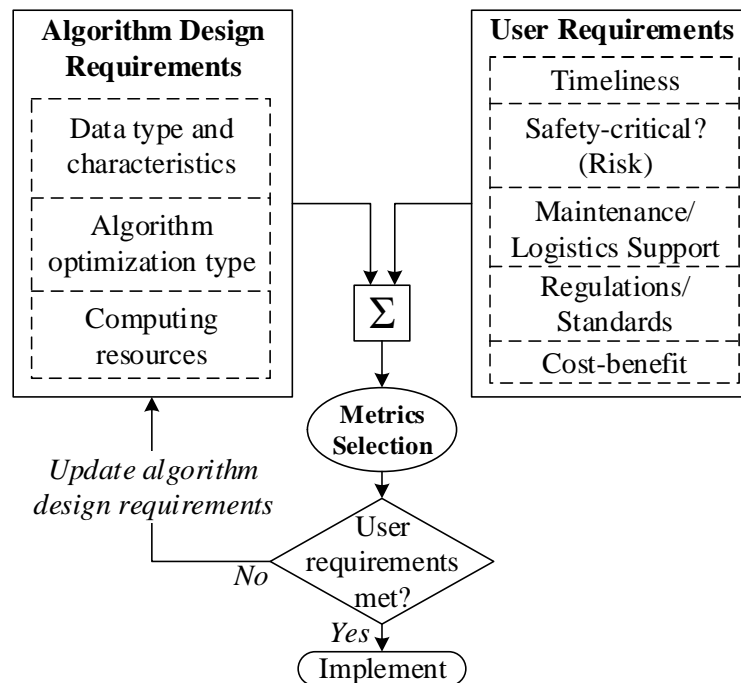 Algorithm Design
Requirements
Data type and
characteristics
Algorithm
optimization type
Computing
resources
User Requirements
Timeliness
Safety-critical?
(Risk)
Maintenance/
Logistics Support
Regulations/
Standards
Cost-benefit
Σ
Metrics
Selection
Update algorithm
design requirements
User
requirements
met?
No
Yes
Implement